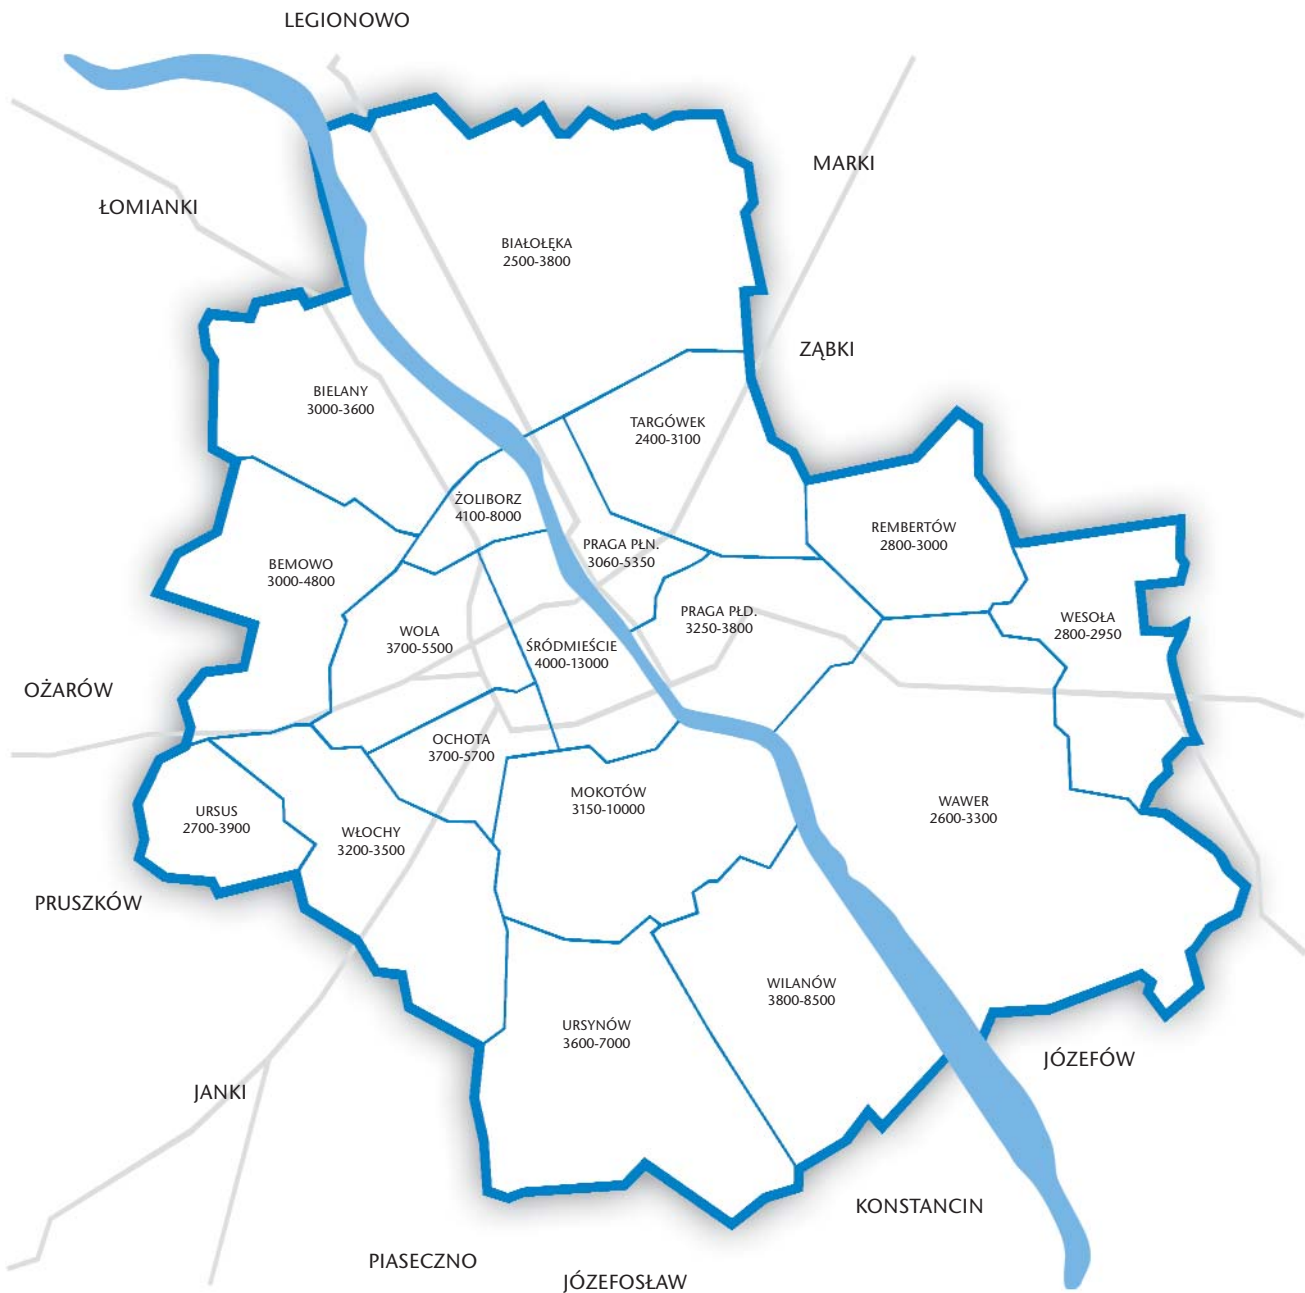 LEGIONOWO
MARKI
ŁOMIANKI
BIAŁOŁĘKA
2500-3800
ZĄBKI
BIELANY
3000-3600
TARGÓWEK
2400-3100
ŻOLIBORZ
4100-8000
REMBERTÓW
2800-3000
PRAGA PŁN.
3060-5350
BEMOWO
3000-4800
PRAGA PŁD.
3250-3800
WESOŁA
2800-2950
WOLA
3700-5500
ŚRÓDMIEŚCIE
4000-13000
OŻARÓW
OCHOTA
3700-5700
MOKOTÓW
3150-10000
WAWER
2600-3300
URSUS
2700-3900
WŁOCHY
3200-3500
PRUSZKÓW
WILANÓW
3800-8500
URSYNÓW
3600-7000
JÓZEFÓW
JANKI
KONSTANCIN
PIASECZNO
JÓZEFOSŁAW